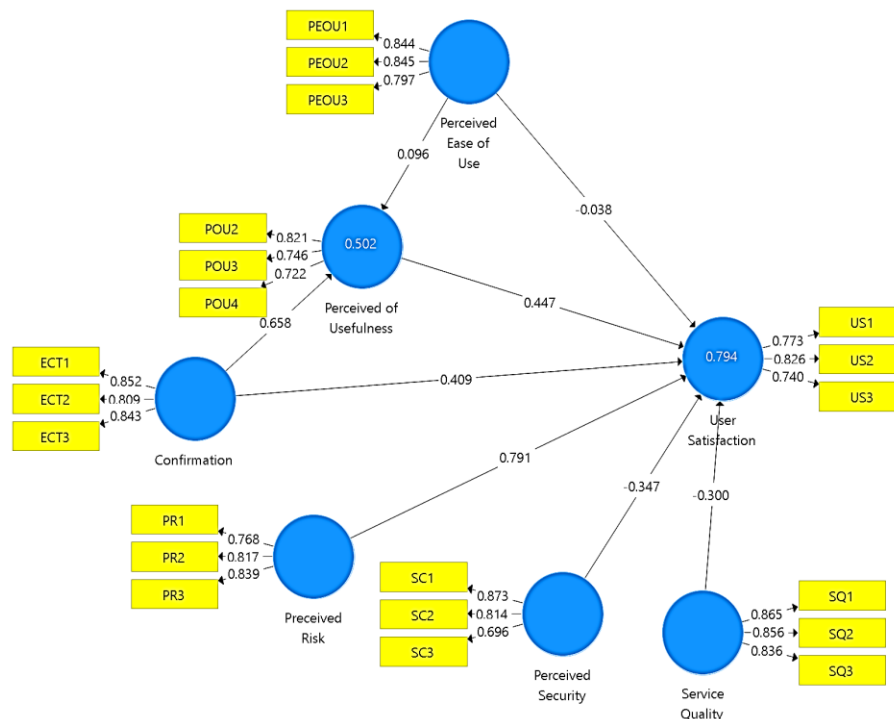 PEOU1
0.844
PEOU2
0.845
0.797
PEOU3
Perceived
Ease of
Use
0.096
-0.038
POU2
0.821
POU3
0.746
0.722
POU4
0.502
Perceived of
Usefulness
0.658
0.447
ECT1
0.852
ECT2
0.809
0.843
ECT3
Confirmation
0.409
0.794
User
Satisfaction
US1
0.773
0.826
US2
0.740
US3
0.791
-0.347
-0.300
PR1
0.768
PR2
0.817
0.839
PR3
Preceived
Risk
SC1
0.873
SC2
0.814
0.696
SC3
Perceived
Security
SQ1
0.865
0.856
SQ2
0.836
SQ3
Service
Quality